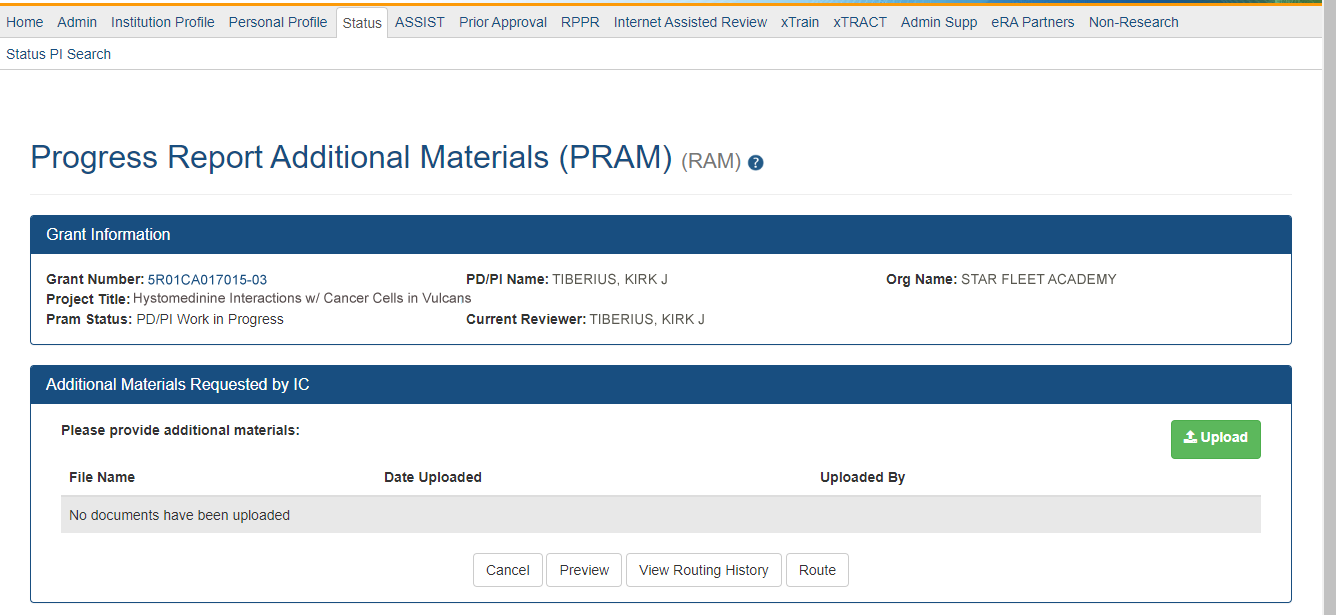 Home Admin Institution Profile Personal Profile Status ASSIST Prior Approval RPPR Internet Assisted Review xTrain xTRACT Admin Supp eRA Partners Non-Research
Status PI Search
Progress Report Additional Materials (PRAM) (RAM) ?
Grant Information
Grant Number: 5R01CA017015-03 PD/PI Name: TIBERIUS, KIRK J Org Name: STAR FLEET ACADEMY
Project Title: Hystomedinine Interactions w/ Cancer Cells in Vulcans
Pram Status: PD/PI Work in Progress Current Reviewer: TIBERIUS, KIRK J
Additional Materials Requested by IC
Please provide additional materials: Upload
File Name Date Uploaded Uploaded By
No documents have been uploaded
Cancel Preview View Routing History Route